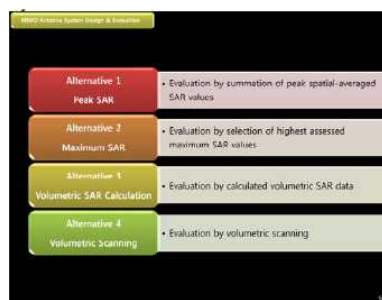 MIMO Antenna System Design & Evaluation
Alternative 1
Peak SAR
• Evaluation by summation of peak spatial-averaged
SAR values
Alternative 2
Maximum SAR
• Evaluation by selection of highest assessed
maximum SAR values
Alternative 3
Volumetric SAR Calculation
• Evaluation by calculated volumetric SAR data
Alternative 4
Volumetric Scanning
• Evaluation by volumetric scanning